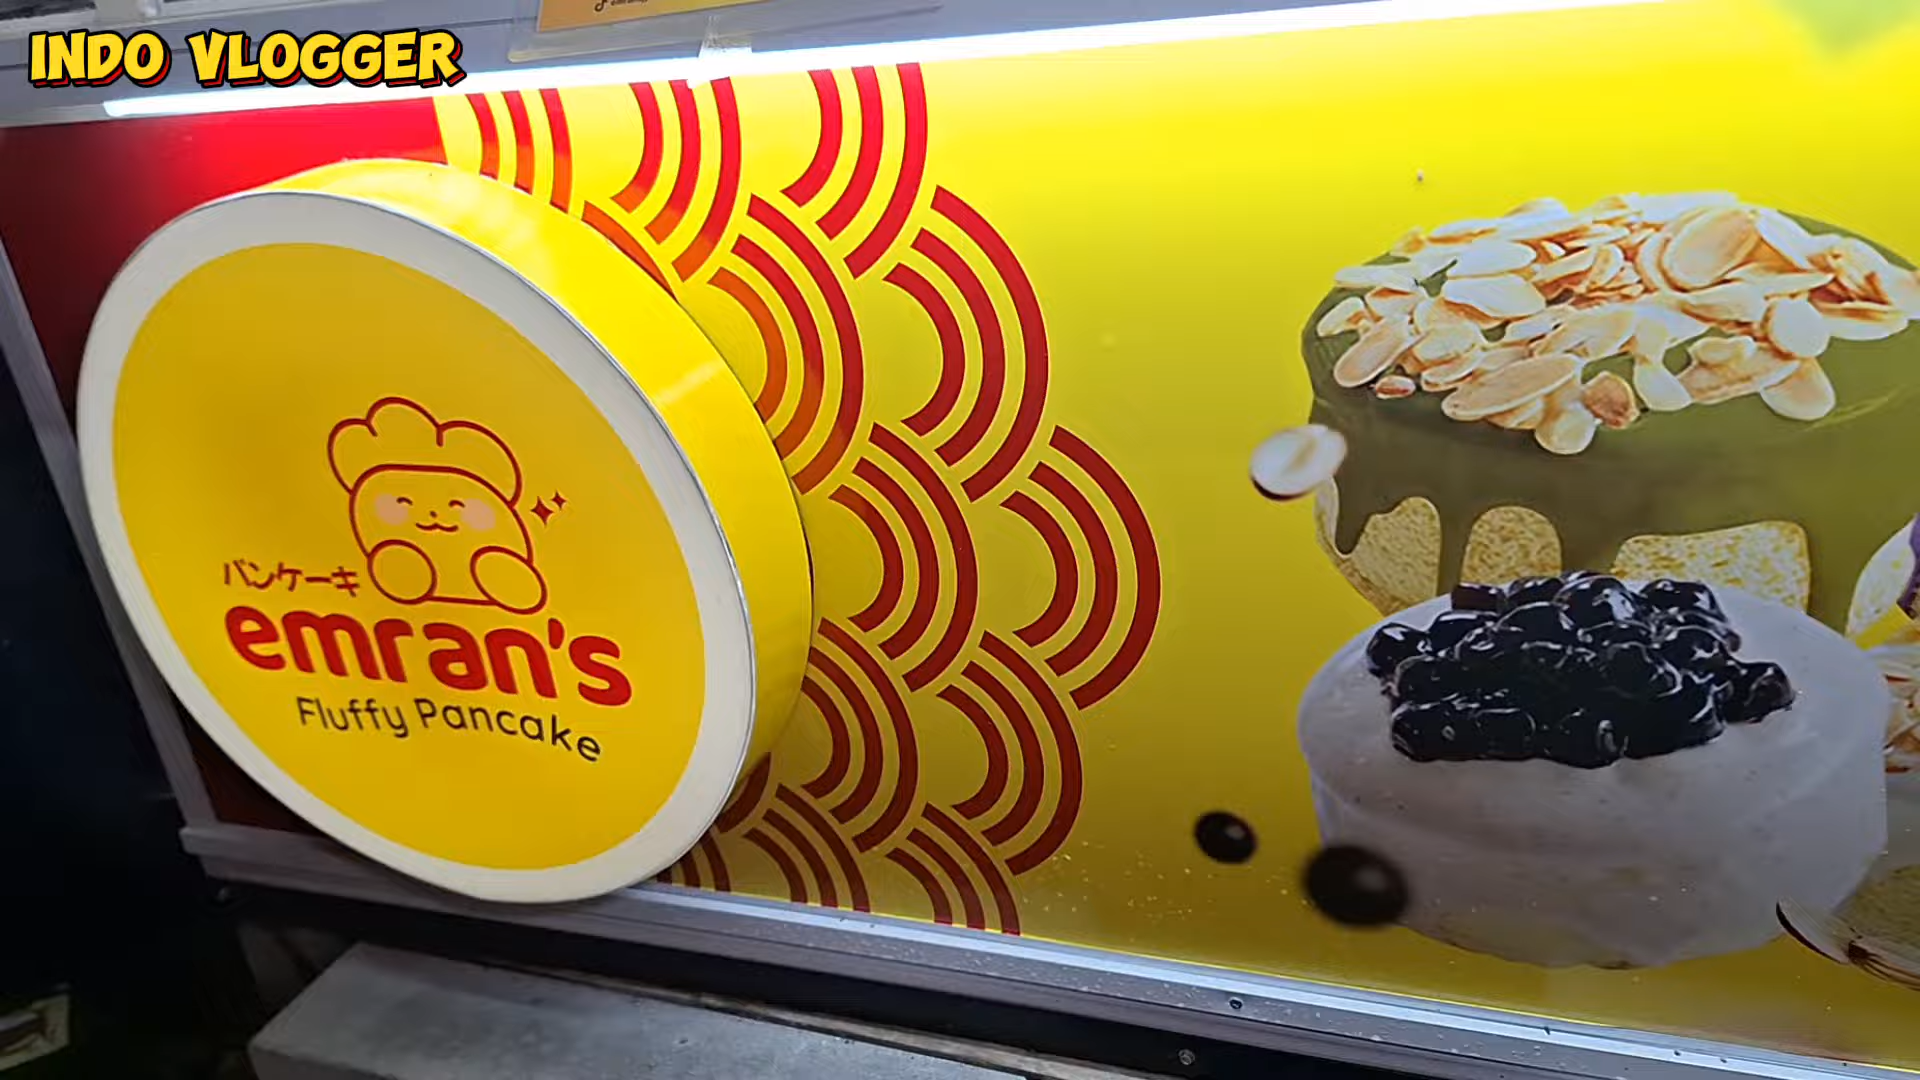 INDO VLOGGER
パンケーキ
emran's
Fluffy Pancake